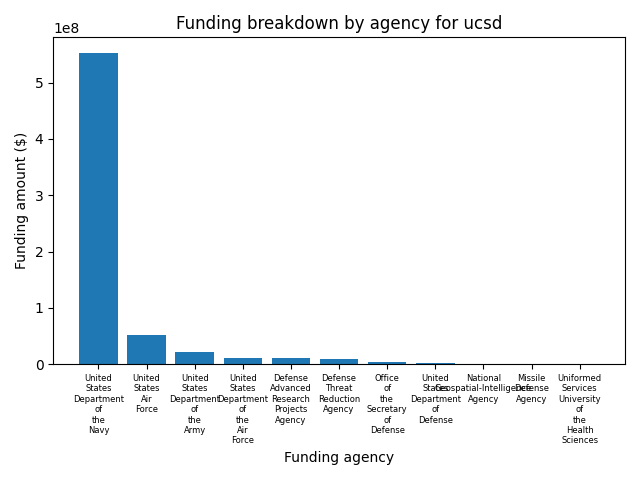 Funding breakdown by agency for ucsd
1e8
5
4
3
2
1
0
Funding amount ($)
United
States
Department
of
the
Navy
United
States
Air
Force
United
States
Department
of
the
Army
United
States
Department
of
the
Air
Force
Defense
Advanced
Research
Projects
Agency
Defense
Threat
Reduction
Agency
Office
of
the
Secretary
of
Defense
United
States
Department
of
Defense
National
Geospatial-Intelligence
Agency
Missile
Defense
Agency
Uniformed
Services
University
of
the
Health
Sciences
Funding agency